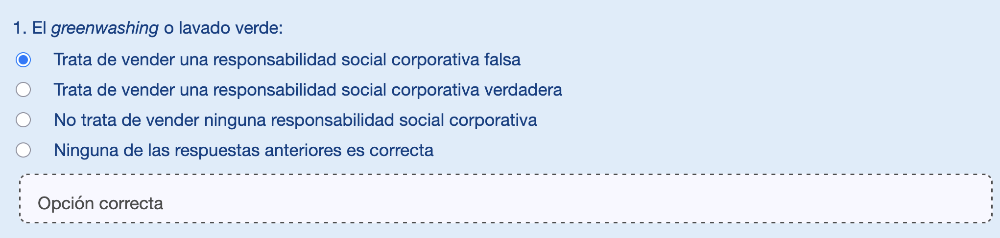 1. El greenwashing o lavado verde:
Trata de vender una responsabilidad social corporativa falsa
Trata de vender una responsabilidad social corporativa verdadera
No trata de vender ninguna responsabilidad social corporativa
Ninguna de las respuestas anteriores es correcta
Opción correcta